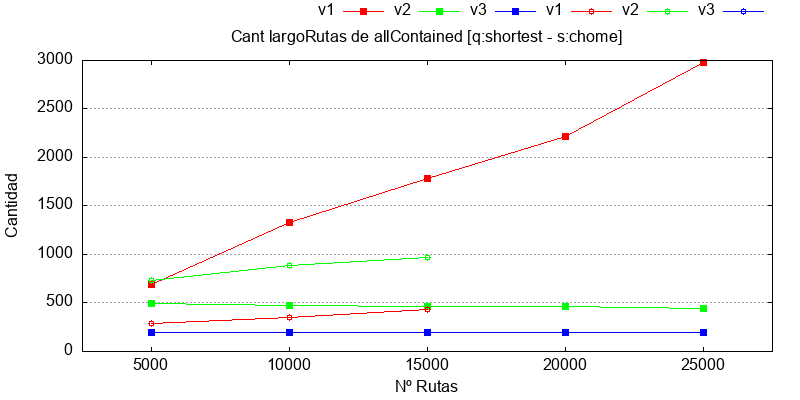 v1 v2 v3 v1 v2 v3
Cant largoRutas de allContained [q:shortest - s:chome]
3000
2500
2000
1500
1000
500
0
Cantidad
5000 10000 15000 20000 25000
Nº Rutas